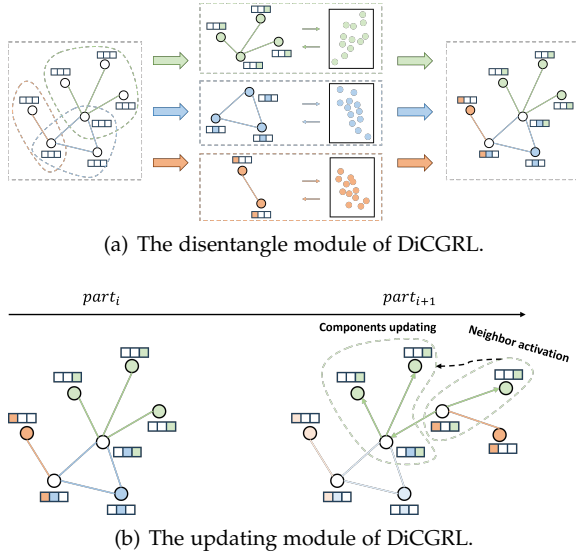 (a) The disentangle module of DiCGRL.
part_i part_{i+1}
Components updating
Neighbor activation
(b) The updating module of DiCGRL.